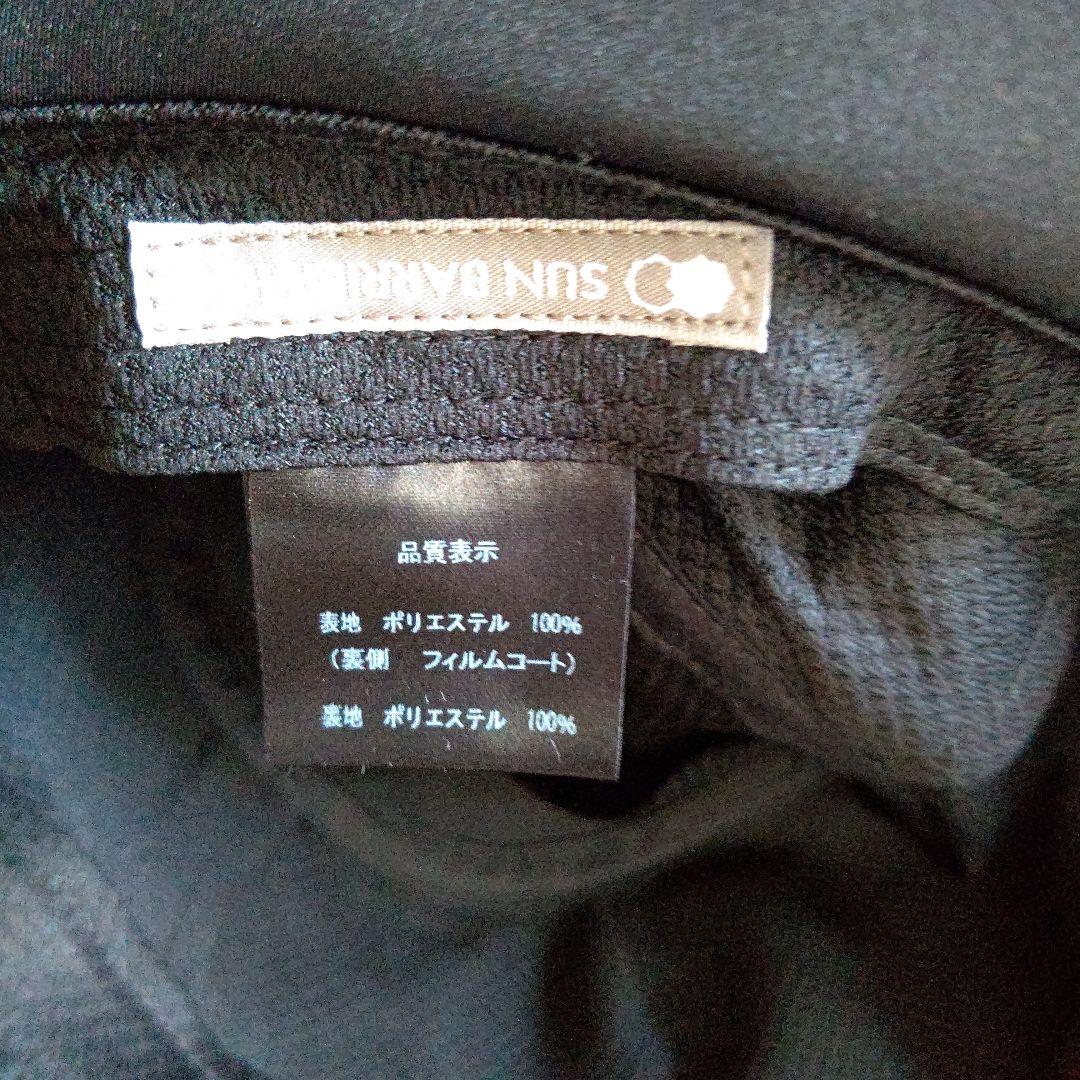 SUN
品質表示
表地 ポリエステル 100%
(裏側 フィルムコート)
裏地 ポリエステル 100%